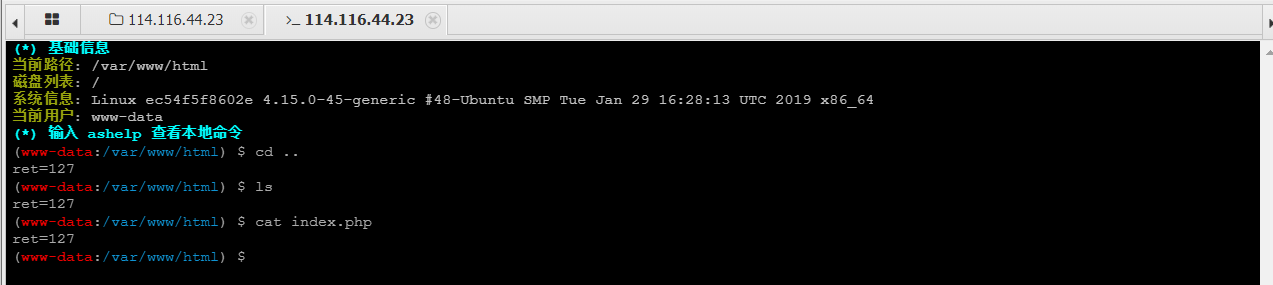 114.116.44.23
>_ 114.116.44.23
(*) 基础信息
当前路径: /var/www/html
磁盘列表: /
系统信息: Linux ec54f5f8602e 4.15.0-45-generic #48-Ubuntu SMP Tue Jan 29 16:28:13 UTC 2019 x86_64
当前用户: www-data
(*) 输入 ashelp 查看本地命令
(www-data:/var/www/html) $ cd ..
ret=127
(www-data:/var/www/html) $ ls
ret=127
(www-data:/var/www/html) $ cat index.php
ret=127
(www-data:/var/www/html) $